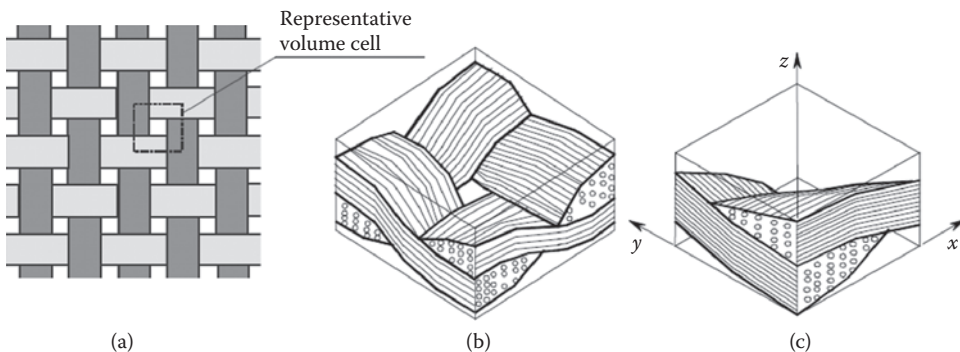 Representative
volume cell
z
y
x
(a)
(b)
(c)